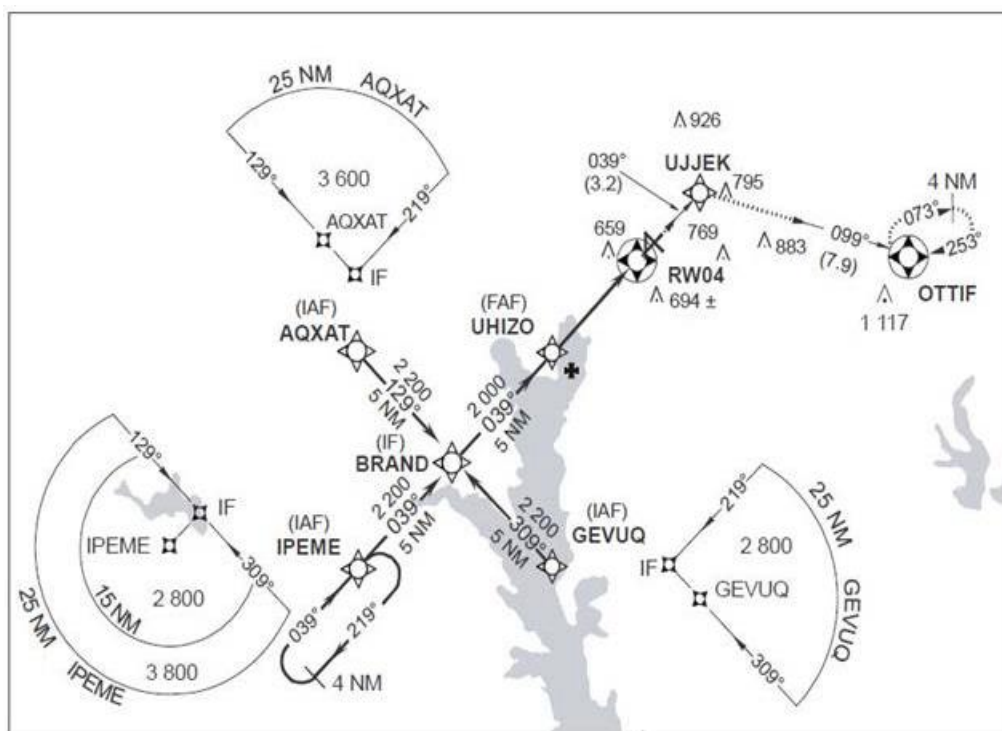 25 NM AQXAT
129°
3 600
219°
AQXAT
IF
926
UJJEK
039°
(3.2)
795
4 NM
073°
253°
659
769
883
099°
(7.9)
RW04
694 ±
OTTIF
1 117
(IAF)
AQXAT
(FAF)
UHIZO
2 200
129°
5 NM
2 000
039°
5 NM
(IF)
BRAND
129°
IF
IPEME
309°
2 800
15 NM
3 800
25 NM IPEME
(IAF)
IPEME
2 200
039°
5 NM
2 200
309°
5 NM
(IAF)
GEVUQ
039°
219°
4 NM
219°
25 NM GEVUQ
2 800
IF
GEVUQ
309°